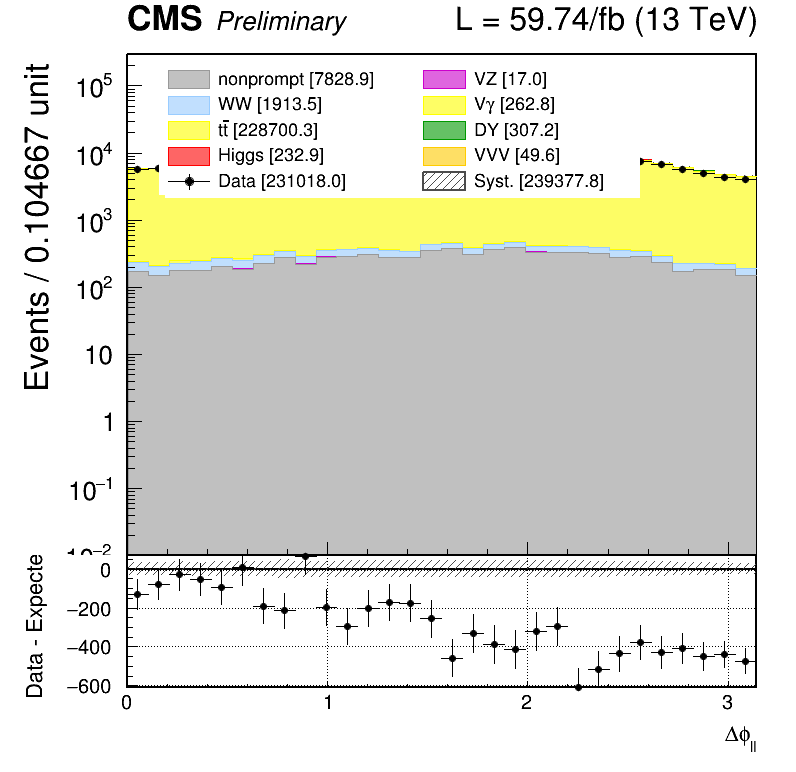 CMS Preliminary L = 59.74/fb (13 TeV)
Events / 0.104667 unit
10⁵
10⁴
10³
10²
10
1
10⁻¹
10⁻²
nonprompt [7828.9]
WW [1913.5]
tt̄ [228700.3]
Higgs [232.9]
Data [231018.0]
VZ [17.0]
Vγ [262.8]
DY [307.2]
VVV [49.6]
Syst. [239377.8]
Data - Expecte
0
−200
−400
−600
0 1 2 3
Δϕ_ll